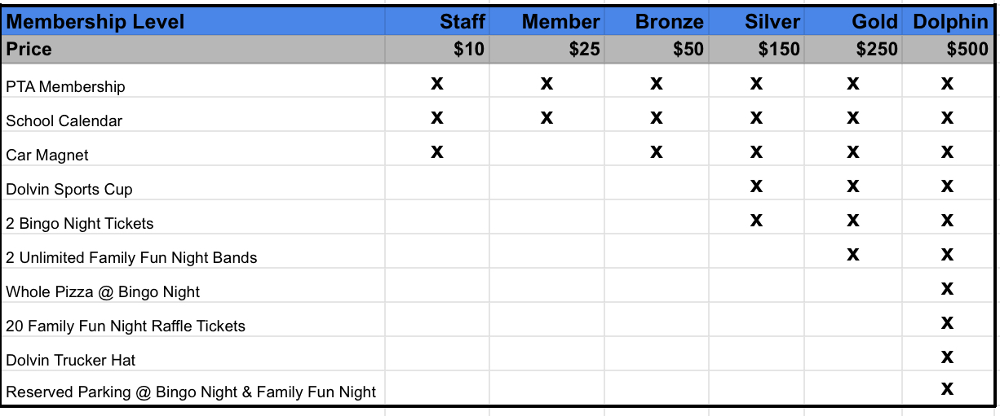 Membership Level Staff Member Bronze Silver Gold Dolphin
Price $10 $25 $50 $150 $250 $500
PTA Membership x x x x x x
School Calendar x x x x x x
Car Magnet x x x x x
Dolvin Sports Cup x x x
2 Bingo Night Tickets x x x
2 Unlimited Family Fun Night Bands x x
Whole Pizza @ Bingo Night x
20 Family Fun Night Raffle Tickets x
Dolvin Trucker Hat x
Reserved Parking @ Bingo Night & Family Fun Night x